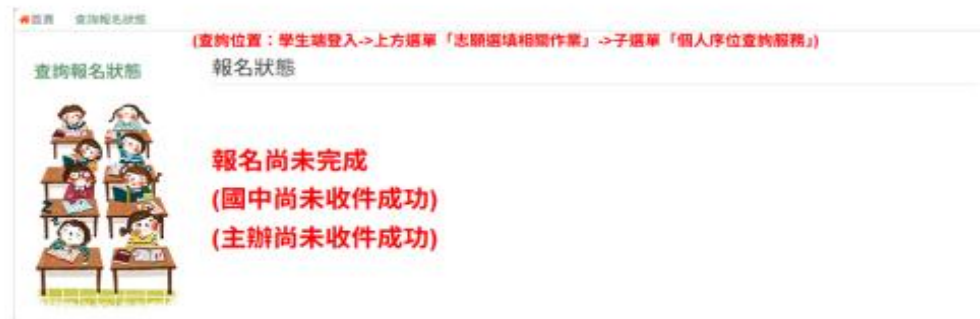 首頁 查詢報名狀態
(查詢位置：學生端登入->上方選單「志願選填相關作業」->子選單「個人序位查詢服務」)
查詢報名狀態
報名狀態
報名尚未完成
(國中尚未收件成功)
(主辦尚未收件成功)